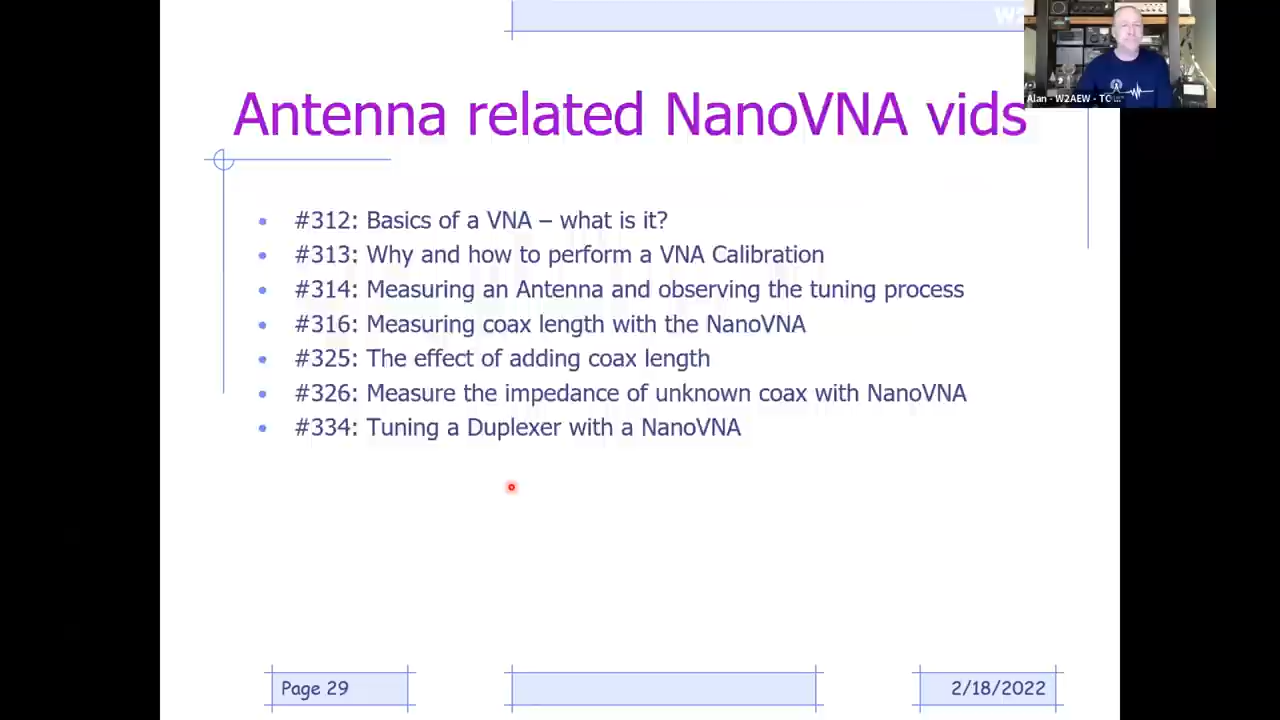 Alan - W2AEW - TC...
Antenna related NanoVNA vids
• #312: Basics of a VNA – what is it?
• #313: Why and how to perform a VNA Calibration
• #314: Measuring an Antenna and observing the tuning process
• #316: Measuring coax length with the NanoVNA
• #325: The effect of adding coax length
• #326: Measure the impedance of unknown coax with NanoVNA
• #334: Tuning a Duplexer with a NanoVNA
Page 29
2/18/2022